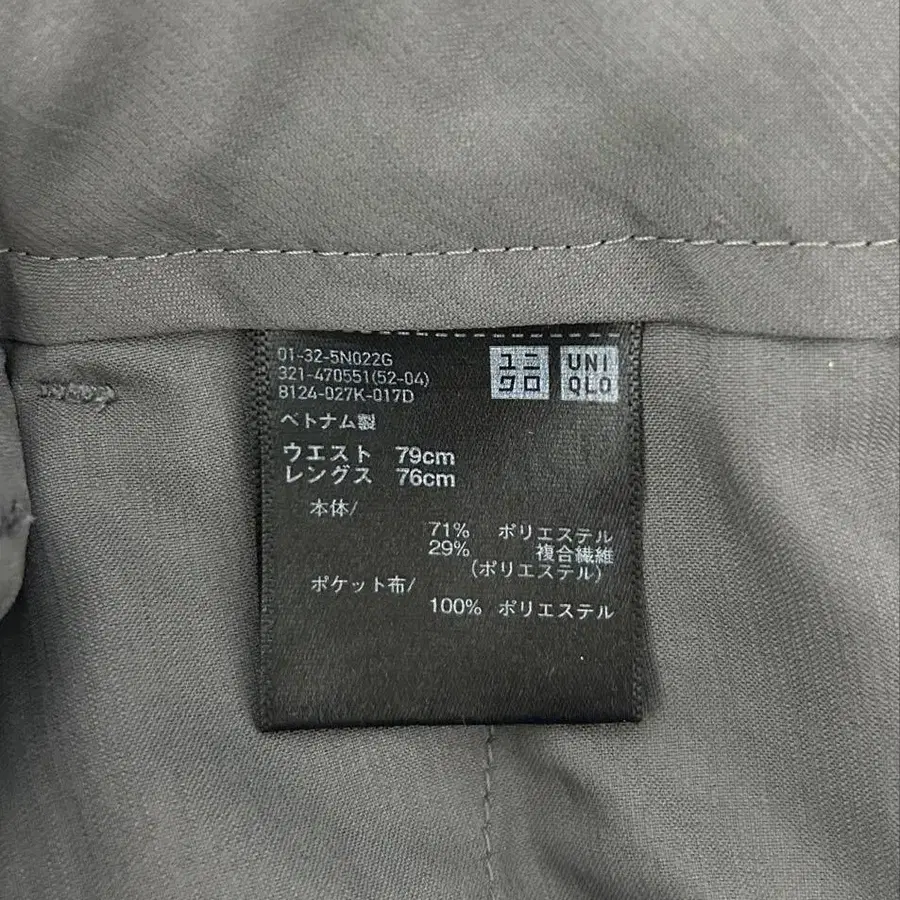 01-32-5N022G
321-470551(52-04)
8124-027K-017D
ユニ
クロ
UNI
QLO
ベトナム製
ウエスト 79cm
レングス 76cm
本体/
71% ポリエステル
29% 複合繊維
(ポリエステル)
ポケット布/
100% ポリエステル